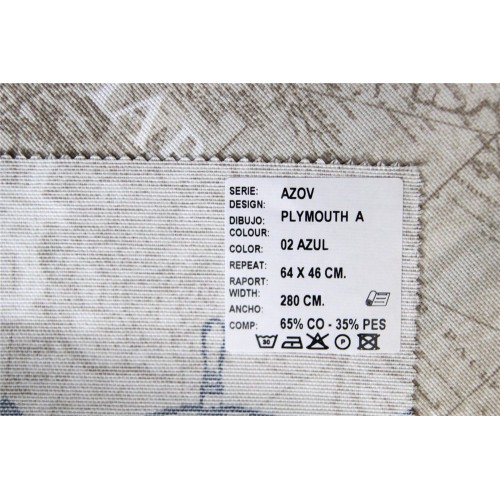 LAR
SERIE: AZOV
DESIGN:
DIBUJO: PLYMOUTH A
COLOUR:
COLOR: 02 AZUL
REPEAT: 64 X 46 CM.
RAPORT
WIDTH: 280 CM.
ANCHO:
COMP: 65% CO - 35% PES